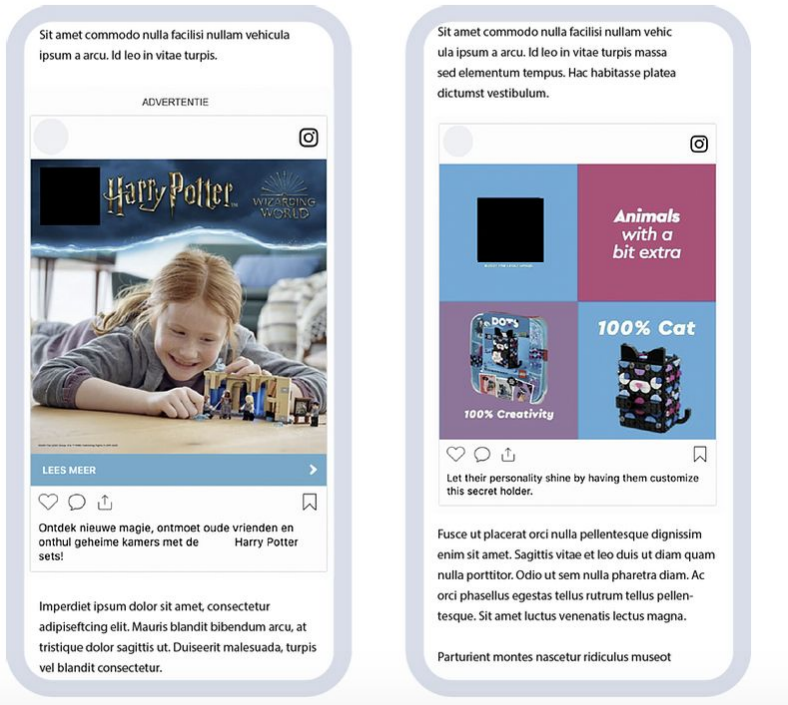 Sit amet commodo nulla facilisi nullam vehicula
ipsum a arcu. Id leo in vitae turpis.
ADVERTENTIE
Harry Potter
WIZARDING
WORLD
LEES MEER
Ontdek nieuwe magie, ontmoet oude vrienden en
onthul geheime kamers met de Harry Potter
sets!
Imperdiet ipsum dolor sit amet, consectetur
adipiseftcing elit. Mauris blandit bibendum arcu, at
tristique dolor sagittis ut. Duiseerit malesuada, turpis
vel blandit consectetur.
Sit amet commodo nulla facilisi nullam vehic
ula ipsum a arcu. Id leo in vitae turpis massa
sed elementum tempus. Hac habitasse platea
dictumst vestibulum.
Animals
with a
bit extra
DOTS
100% Creativity
100% Cat
Let their personality shine by having them customize
this secret holder.
Fusce ut placerat orci nulla pellentesque dignissim
enim sit amet. Sagittis vitae et leo duis ut diam quam
nulla porttitor. Odio ut sem nulla pharetra diam. Ac
orci phasellus egestas tellus rutrum tellus pellen-
tesque. Sit amet luctus venenatis lectus magna.
Parturient montes nascetur ridiculus museot